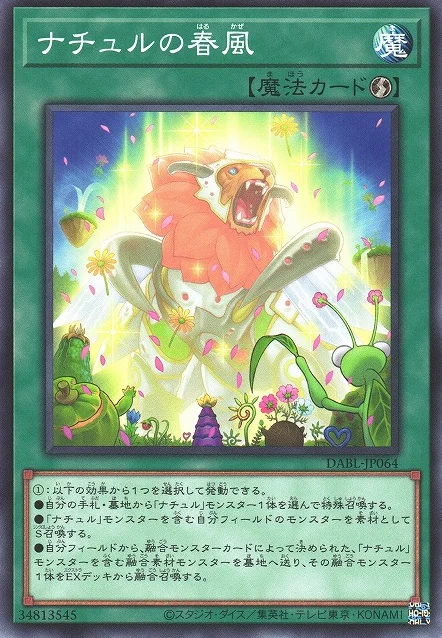 ナチュルの春風
魔
【魔法カード】
DABL-JP064
①：以下の効果から１つを選択して発動できる。
●自分の手札・墓地から「ナチュル」モンスター１体を選んで特殊召喚する。
●「ナチュル」モンスターを含む自分フィールドのモンスターを素材として
Ｓ召喚する。
●自分フィールドから、融合モンスターカードによって決められた、「ナチュル」
モンスターを含む融合素材モンスターを墓地へ送り、その融合モンスター
１体をEXデッキから融合召喚する。
34813545
©スタジオ・ダイス／集英社・テレビ東京・KONAMI